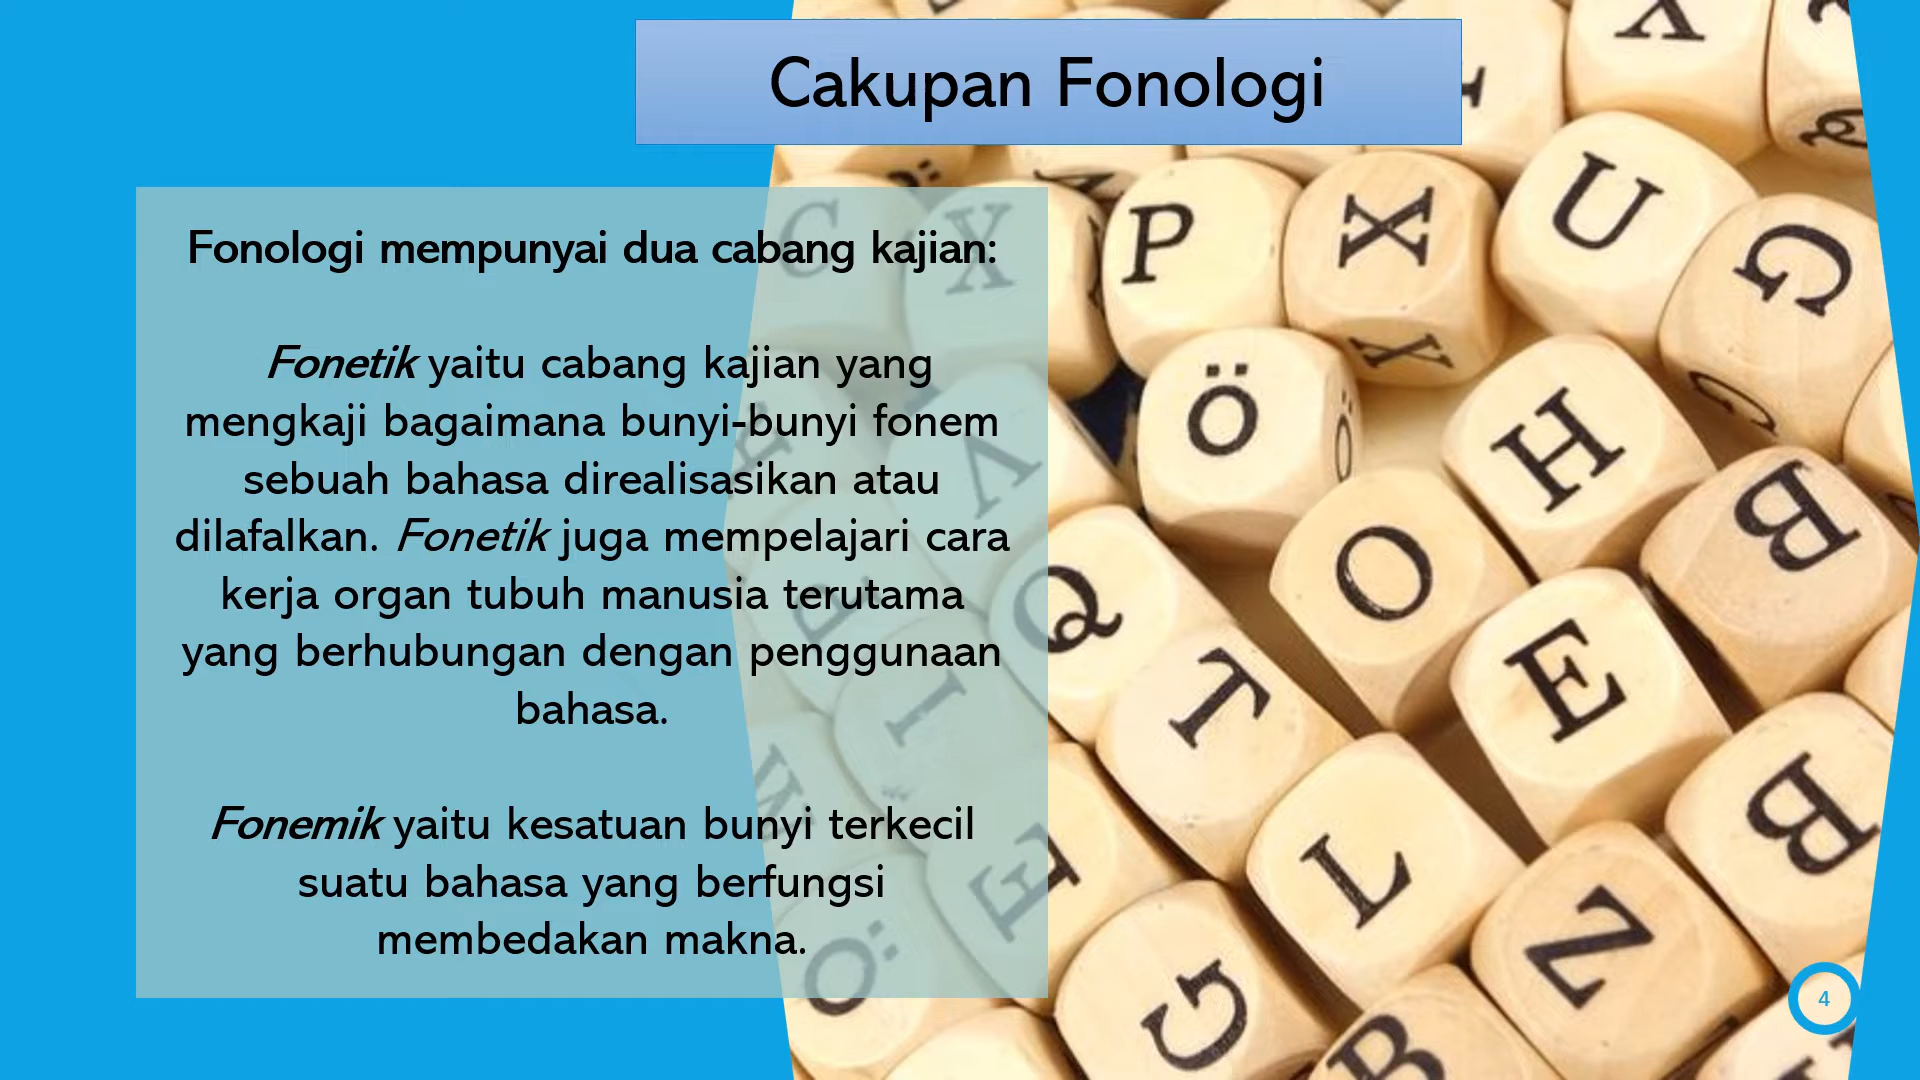 Cakupan Fonologi
Fonologi mempunyai dua cabang kajian:
Fonetik yaitu cabang kajian yang
mengkaji bagaimana bunyi-bunyi fonem
sebuah bahasa direalisasikan atau
dilafalkan. Fonetik juga mempelajari cara
kerja organ tubuh manusia terutama
yang berhubungan dengan penggunaan
bahasa.
Fonemik yaitu kesatuan bunyi terkecil
suatu bahasa yang berfungsi
membedakan makna.
X
C X P X U G
Ö H
V O B
Q T E
I L B
Z
G B
4